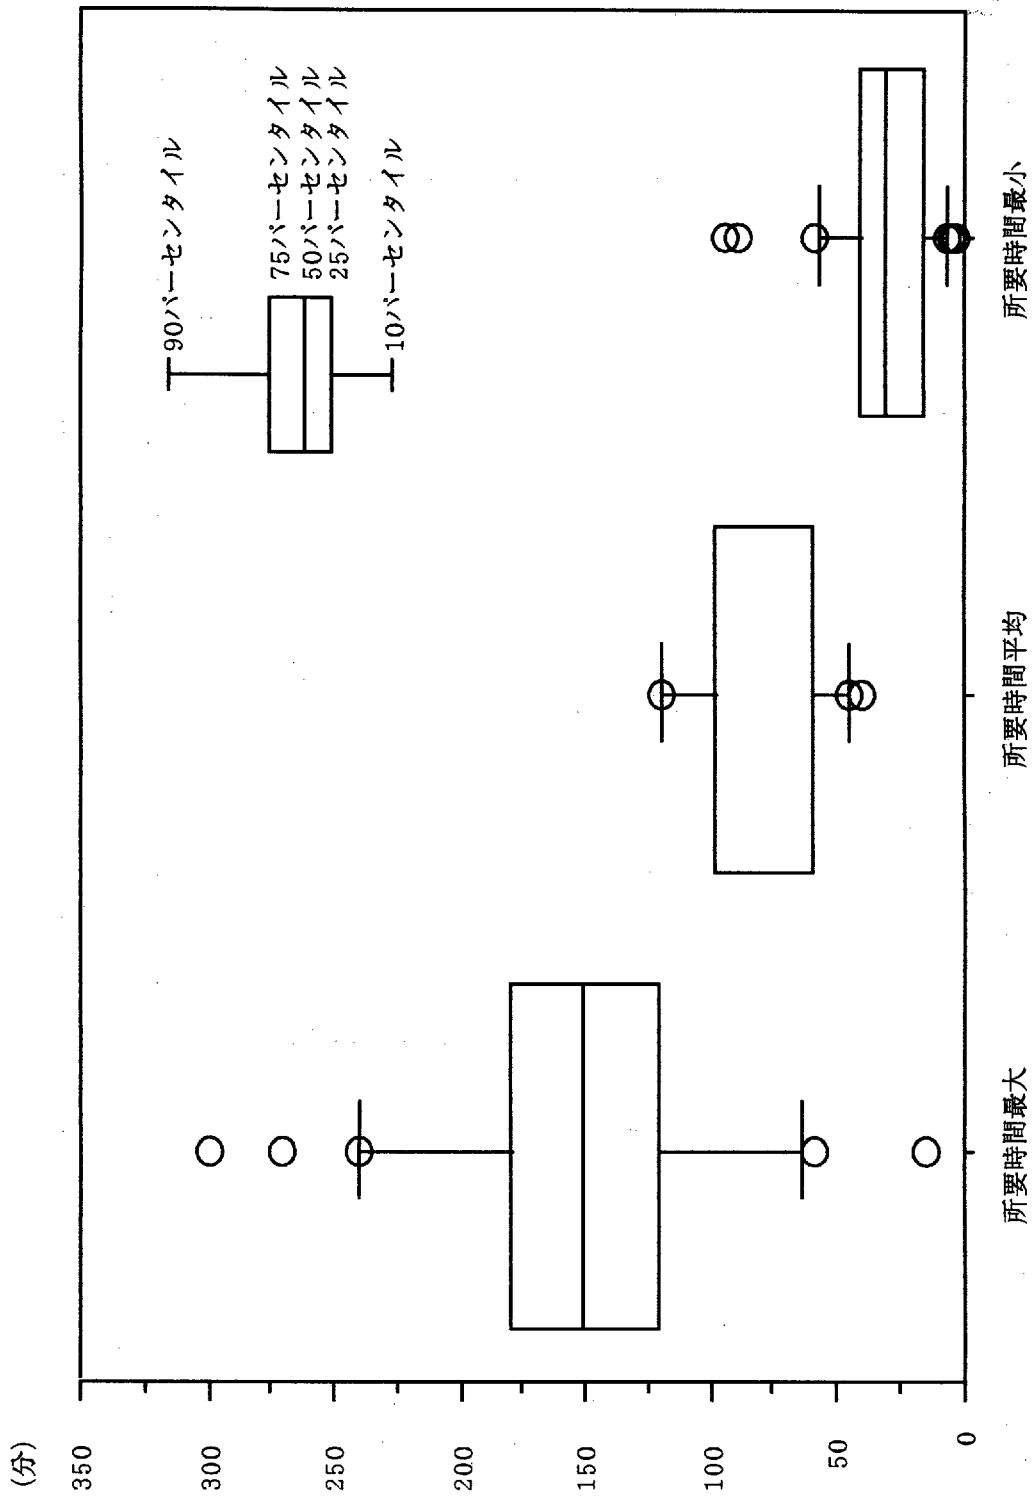 (分)
350
300
250
200
150
100
50
0
90パーセンタイル
75パーセンタイル
50パーセンタイル
25パーセンタイル
10パーセンタイル
所要時間最大
所要時間平均
所要時間最小